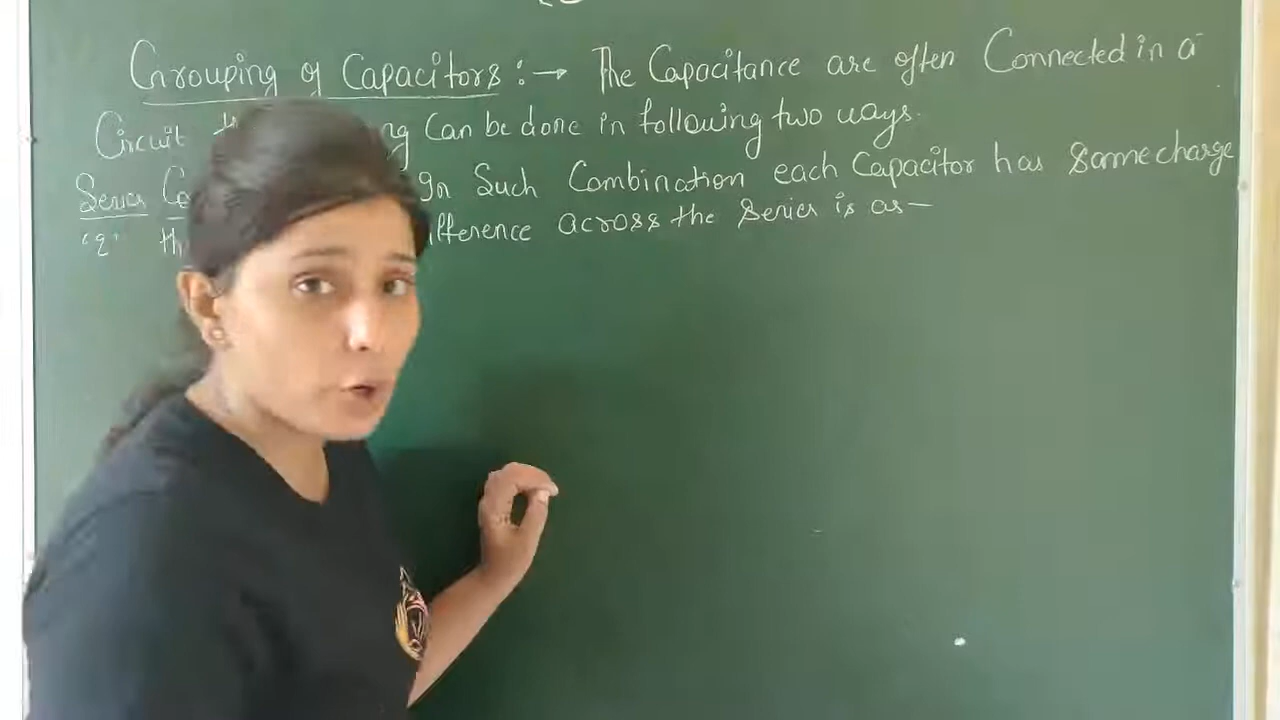 Grouping of Capacitors :→ The Capacitance are often Connected in a
Circuit can be done in following two ways.
Series In Such Combination each Capacitor has Same charge
"q" across the Series is as —